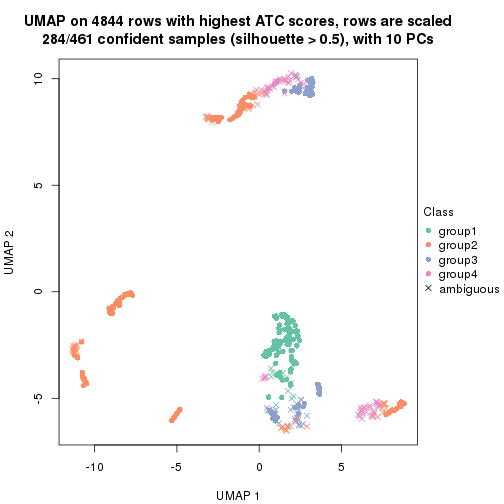 UMAP on 4844 rows with highest ATC scores, rows are scaled
284/461 confident samples (silhouette > 0.5), with 10 PCs
10
5
0
-5
UMAP 2
-10
-5
0
5
UMAP 1
Class
group1
group2
group3
group4
ambiguous